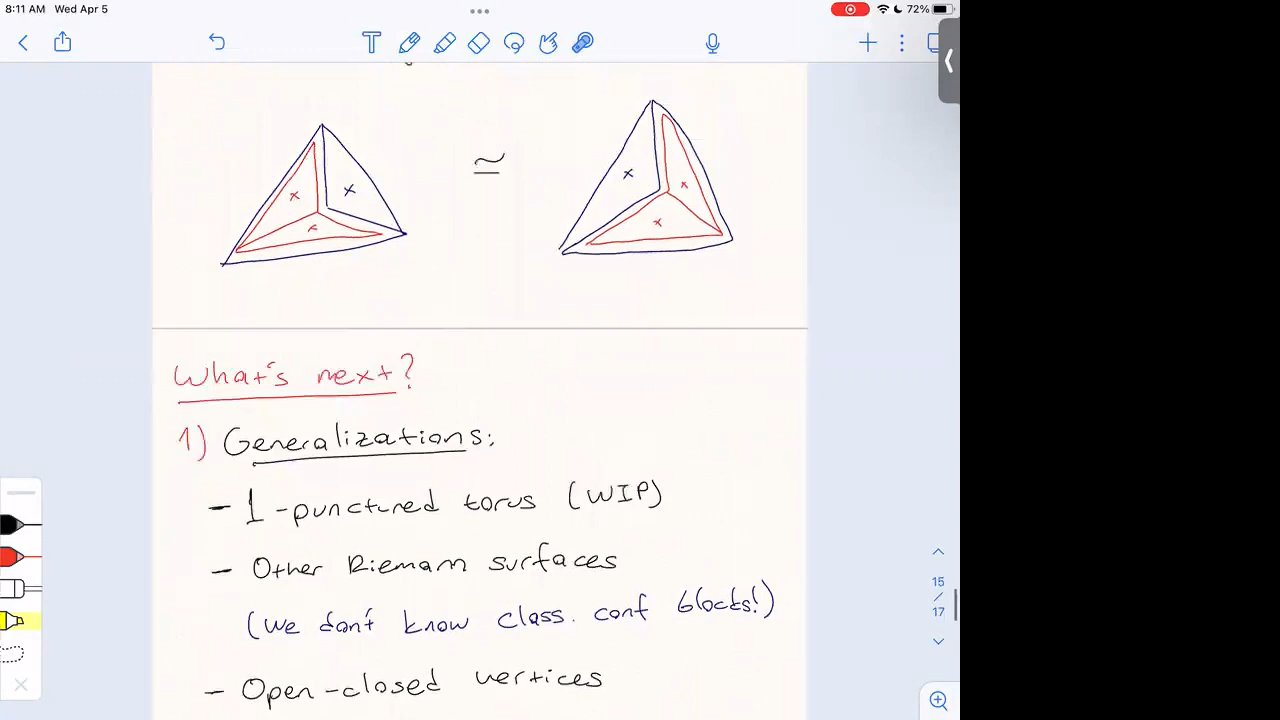 8:11 AM Wed Apr 5
72%
T
x x x
≃
x x x
What's next?
1) Generalizations:
- 1-punctured torus (WIP)
- Other Riemann surfaces
(we don't know class. conf blocks!)
- Open-closed vertices
15
/
17